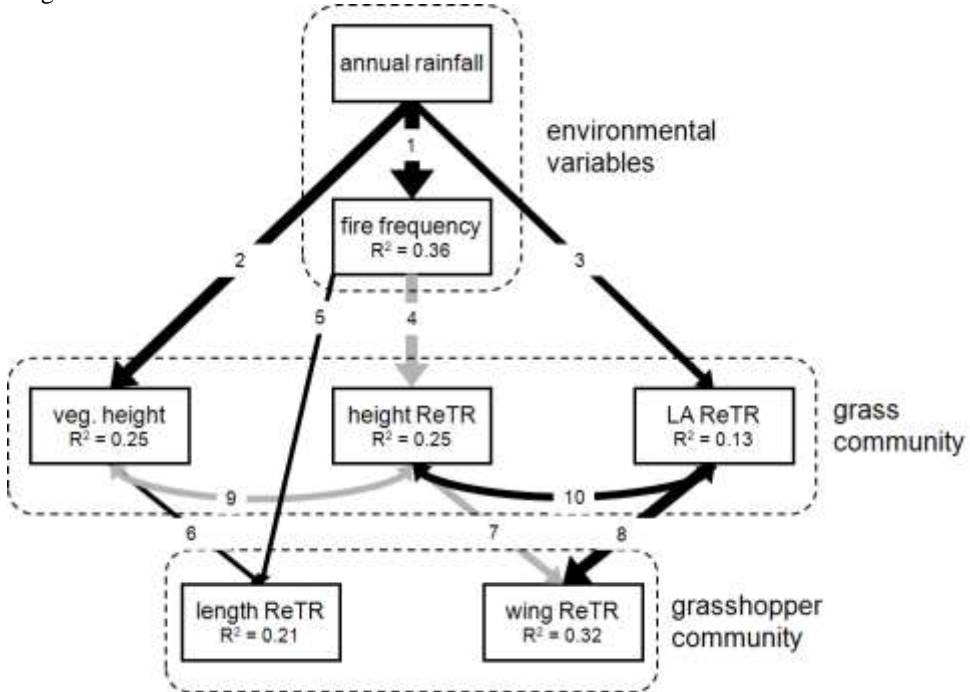 annual rainfall
environmental
variables
1
fire frequency
R² = 0.36
2
3
5
4
veg. height
R² = 0.25
height ReTR
R² = 0.25
LA ReTR
R² = 0.13
grass
community
9
10
6
7
8
length ReTR
R² = 0.21
wing ReTR
R² = 0.32
grasshopper
community